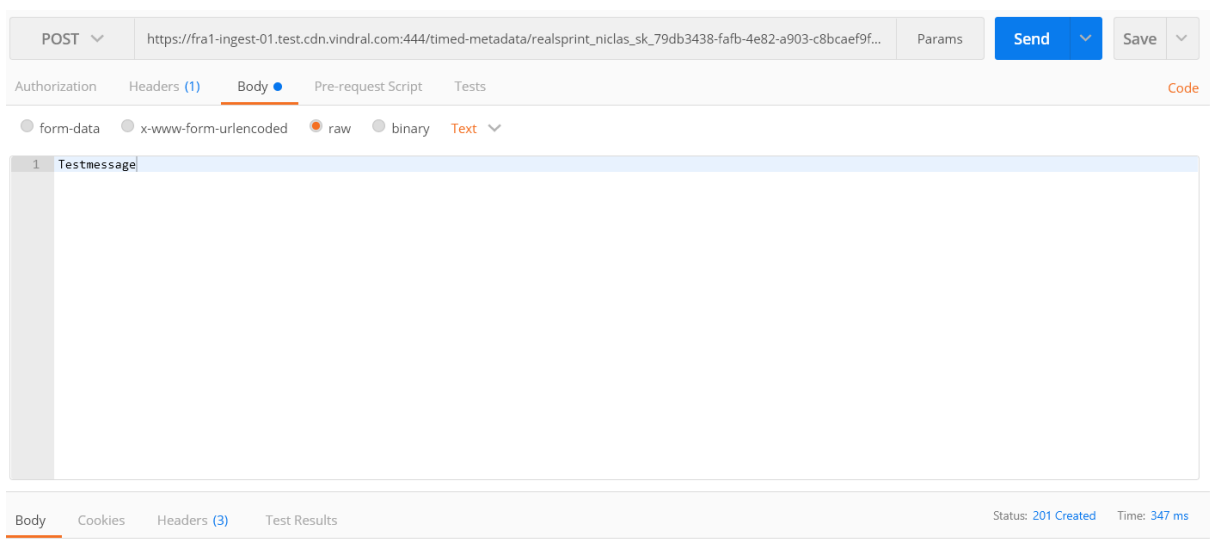 POST https://fra1-ingest-01.test.cdn.vindral.com:444/timed-metadata/realsprint_niclas_sk_79db3438-fafb-4e82-a903-c8bcaef9f... Params Send Save
Authorization Headers (1) Body Pre-request Script Tests Code
form-data x-www-form-urlencoded raw binary Text
1 Testmessage
Body Cookies Headers (3) Test Results Status: 201 Created Time: 347 ms